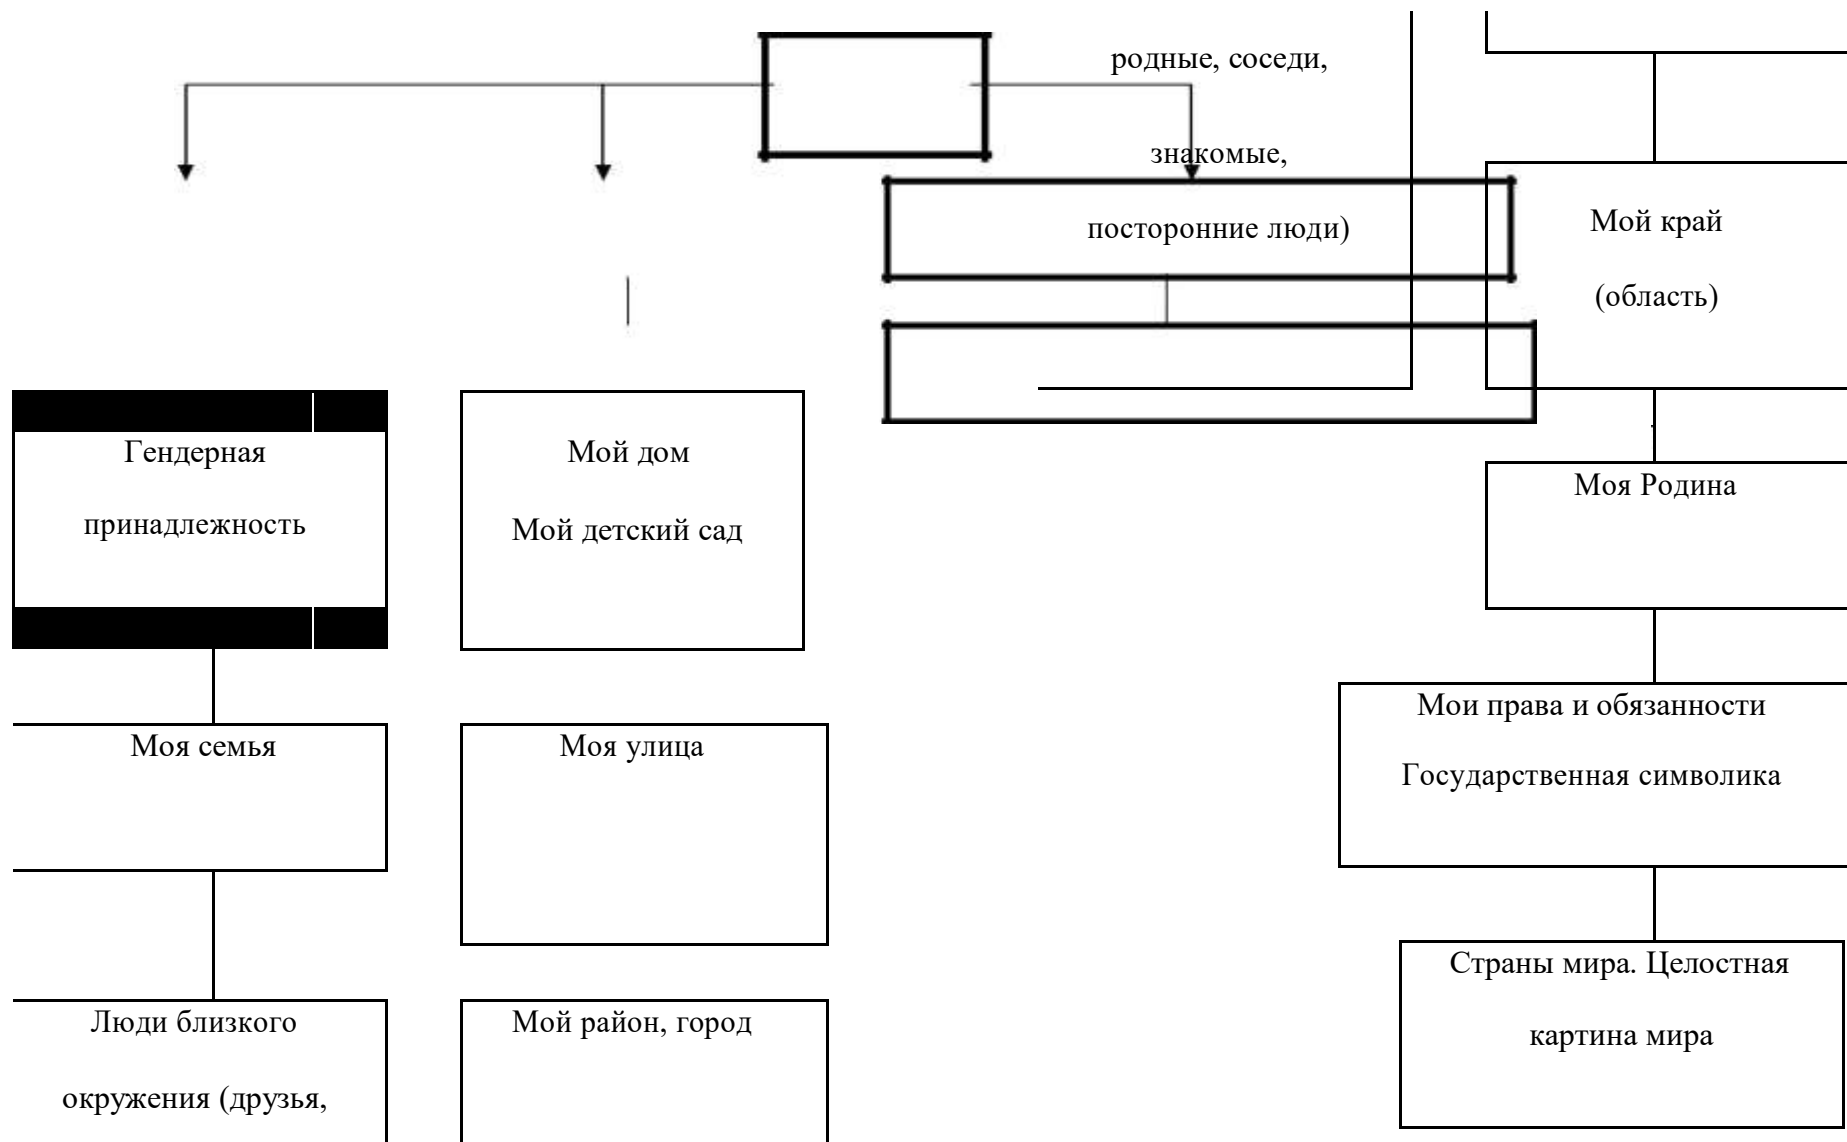 родные, соседи,
знакомые,
посторонние люди)
Мой край
(область)
Гендерная
принадлежность
Мой дом
Мой детский сад
Моя Родина
Моя семья
Моя улица
Мои права и обязанности
Государственная символика
Страны мира. Целостная
картина мира
Люди близкого
окружения (друзья,
Мой район, город